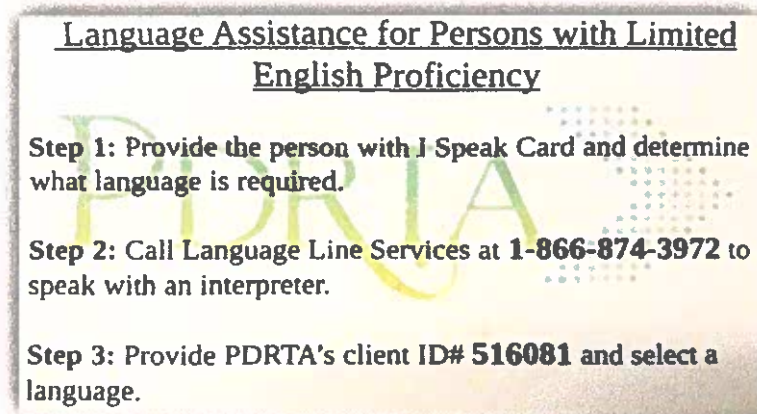 Language Assistance for Persons with Limited
English Proficiency
PDRTA
Step 1: Provide the person with I Speak Card and determine
what language is required.
Step 2: Call Language Line Services at 1-866-874-3972 to
speak with an interpreter.
Step 3: Provide PDRTA's client ID# 516081 and select a
language.